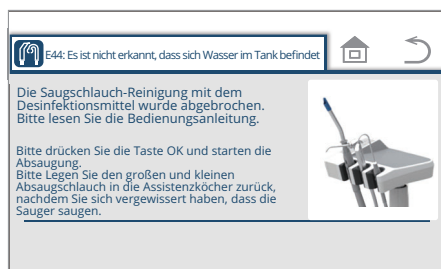 E44: Es ist nicht erkannt, dass sich Wasser im Tank befindet
Die Saugschlauch-Reinigung mit dem
Desinfektionsmittel wurde abgebrochen.
Bitte lesen Sie die Bedienungsanleitung.
Bitte drücken Sie die Taste OK und starten die
Absaugung.
Bitte Legen Sie den großen und kleinen
Absaugschlauch in die Assistenzköcher zurück,
nachdem Sie sich vergewissert haben, dass die
Sauger saugen.